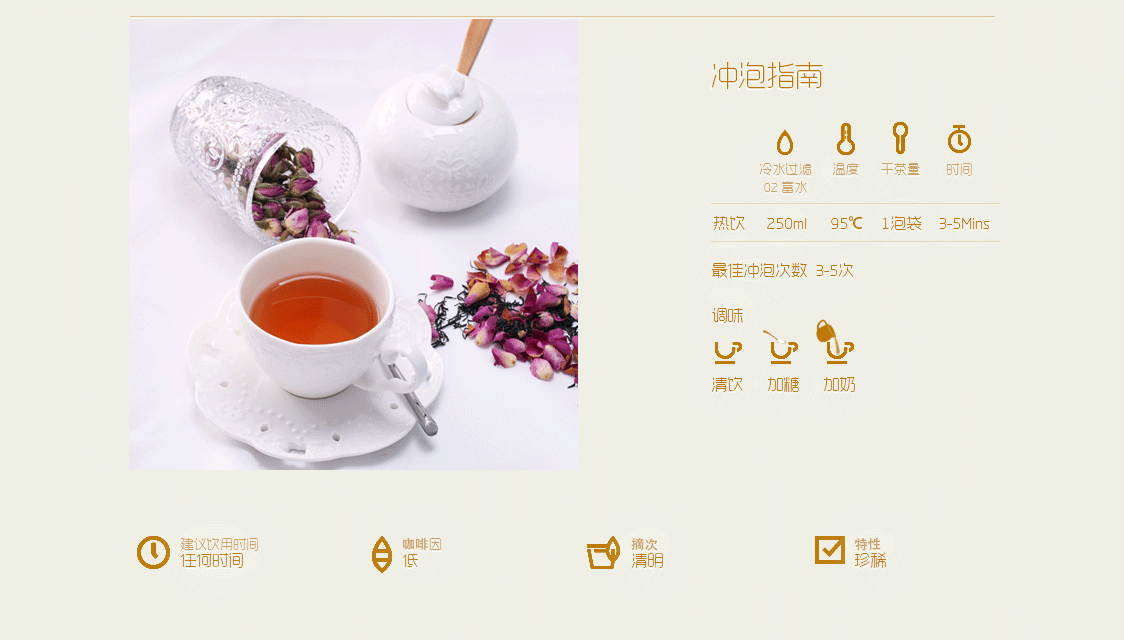 冲泡指南
冷水过滤 温度 干茶量 时间
02 富水
热饮 250ml 95℃ 1泡袋 3-5Mins
最佳冲泡次数 3-5次
调味
清饮 加糖 加奶
建议饮用时间 咖啡因 摘次 特性
任何时间 低 清明 珍稀